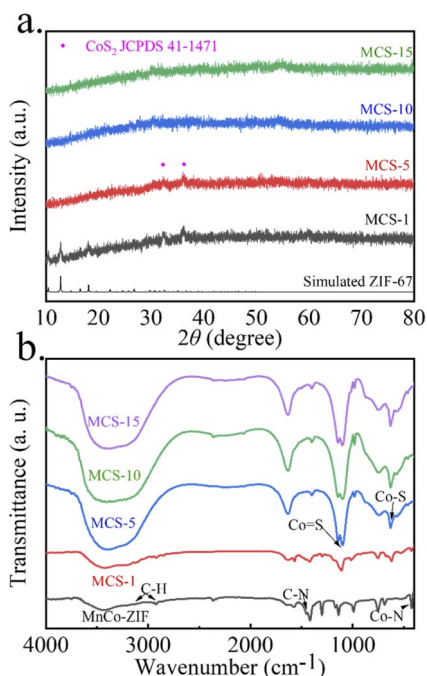 a.
CoS₂ JCPDS 41-1471
MCS-15
MCS-10
MCS-5
MCS-1
Simulated ZIF-67
Intensity (a.u.)
10 20 30 40 50 60 70 80
2θ (degree)
b.
MCS-15
MCS-10
MCS-5
Co-S
Co=S
MCS-1
C-H
C-N
MnCo-ZIF
Co-N
Transmittance (a. u.)
4000 3000 2000 1000
Wavenumber (cm⁻¹)